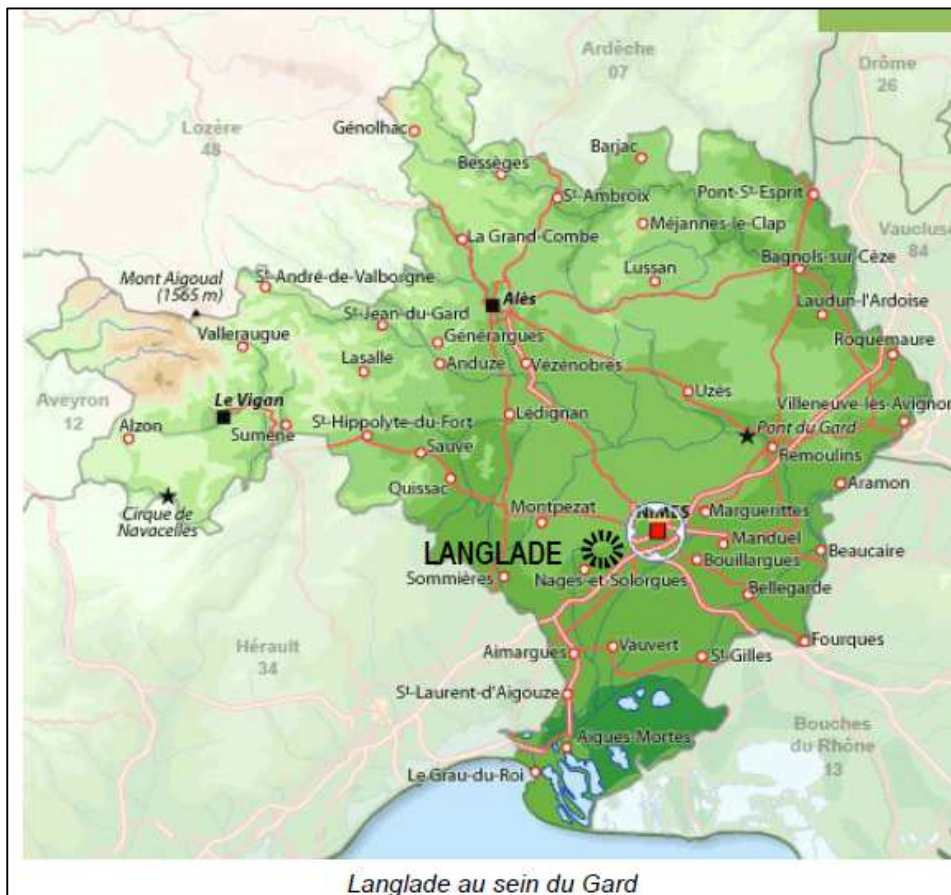 Ardèche
07
Drôme
26
Lozère
48
Génolhac
Barjac
Bessèges
St-Ambroix
Pont-St-Esprit
Méjannes-le-Clap
Vaucluse
84
La Grand-Combe
Lussan
Bagnols-sur-Cèze
Mont Aigoual
(1565 m)
St-André-de-Valborgne
Alès
Laudun-l'Ardoise
St-Jean-du-Gard
Valleraugue
Générargues
Roquemaure
Lasalle
Anduze
Vézénobres
Aveyron
12
Le Vigan
Uzès
Villeneuve-lès-Avignon
Alzon
Sumène
St-Hippolyte-du-Fort
Lédignan
Pont du Gard
Sauve
Remoulins
Quissac
Aramon
Cirque de
Navacelles
Montpezat
NÎMES
Marguerittes
Manduel
LANGLADE
Beaucaire
Bouillargues
Sommières
Nages-et-Solorgues
Bellegarde
Hérault
34
Aimargues
Vauvert
St-Gilles
Fourques
St-Laurent-d'Aigouze
Bouches
du Rhône
13
Aigues-Mortes
Le Grau-du-Roi
Langlade au sein du Gard